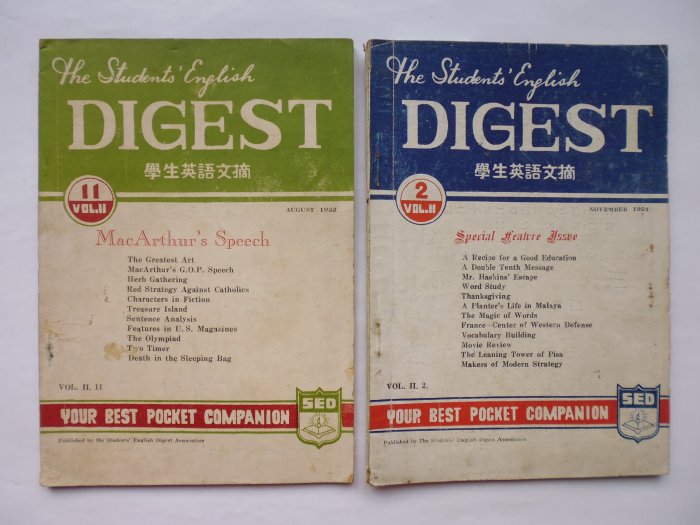 The Students' English
DIGEST
學生英語文摘
11
VOL.II
AUGUST 1952
MacArthur's Speech
The Greatest Art
MacArthur's G.O.P. Speech
Herb Gathering
Red Strategy Against Catholics
Characters in Fiction
Treasure Island
Sentence Analysis
Features in U. S. Magazines
The Olympiad
Two Timer
Death in the Sleeping Bag
VOL. II. 11
YOUR BEST POCKET COMPANION
SED
Published by the Students' English Digest Association
The Students' English
DIGEST
學生英語文摘
2
VOL.II
NOVEMBER 1951
Special Feature Issue
A Recipe for a Good Education
A Double Tenth Message
Mr. Haskins' Escape
Word Study
Thanksgiving
A Planter's Life in Malaya
The Magic of Words
France—Center of Western Defense
Vocabulary Building
Movie Review
The Leaning Tower of Pisa
Makers of Modern Strategy
VOL. II. 2.
YOUR BEST POCKET COMPANION
SED
Published by The Students' English Digest Association